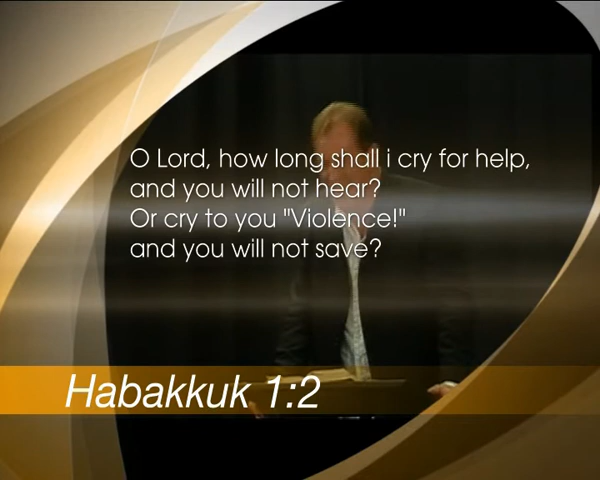 O Lord, how long shall i cry for help,
and you will not hear?
Or cry to you "Violence!"
and you will not save?
Habakkuk 1:2